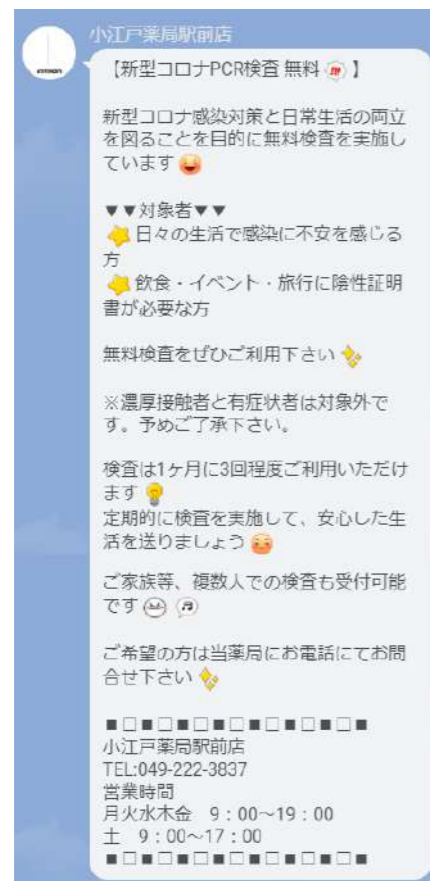 小江戸薬局駅前店
【新型コロナPCR検査 無料 】
新型コロナ感染対策と日常生活の両立
を図ることを目的に無料検査を実施し
ています
▼▼対象者▼▼
日々の生活で感染に不安を感じる
方
飲食・イベント・旅行に陰性証明
書が必要な方
無料検査をぜひご利用下さい
※濃厚接触者と有症状者は対象外で
す。予めご了承下さい。
検査は1ヶ月に3回程度ご利用いただけ
ます
定期的に検査を実施して、安心した生
活を送りましょう
ご家族等、複数人での検査も受付可能
です
ご希望の方は当薬局にお電話にてお問
合せ下さい
■□■□■□■□■□■□■
小江戸薬局駅前店
TEL:049-222-3837
営業時間
月火水木金 9：00～19：00
土 9：00～17：00
■□■□■□■□■□■□■